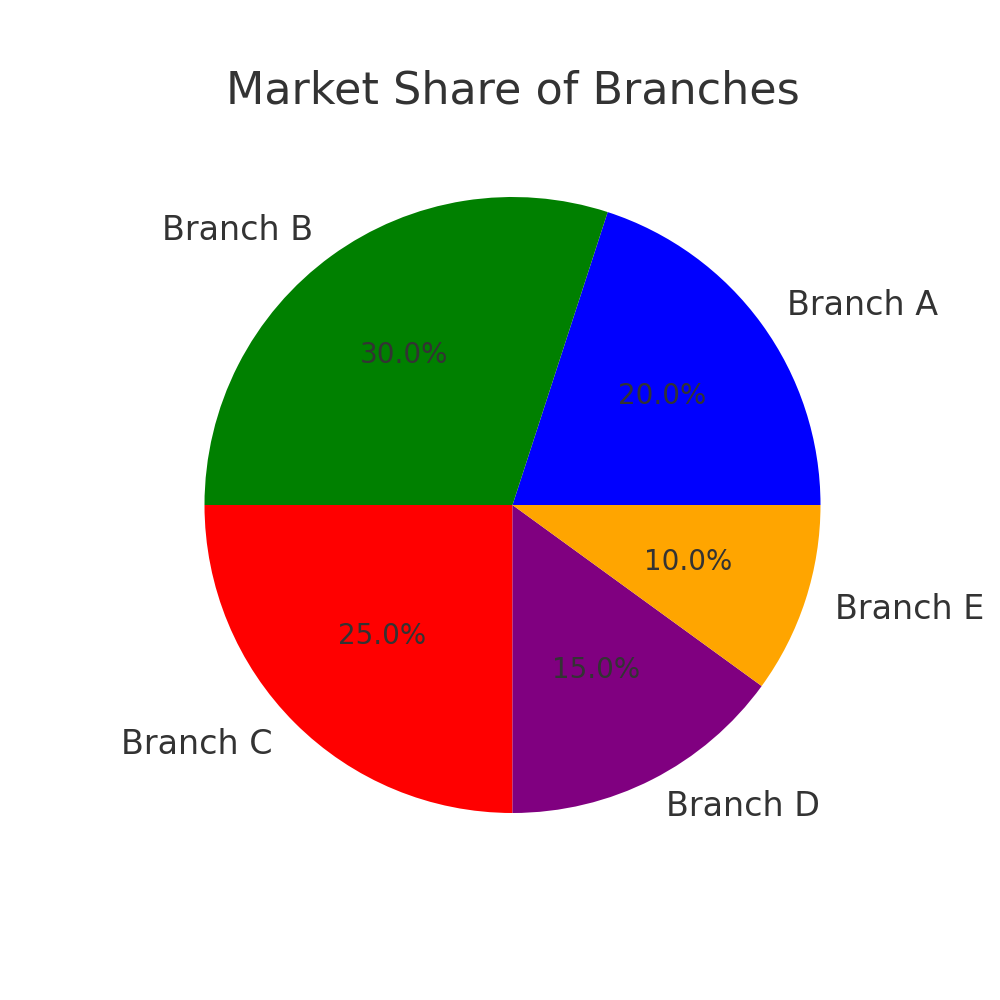 Market Share of Branches
Branch B
Branch A
30.0%
20.0%
10.0%
Branch E
25.0%
15.0%
Branch C
Branch D